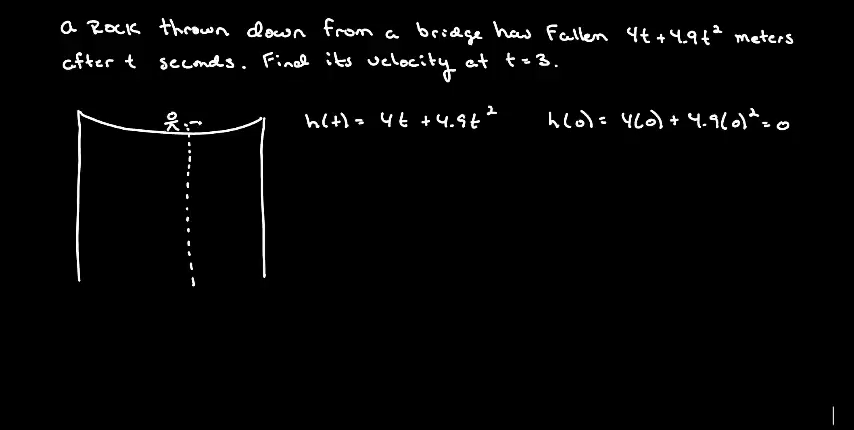 a Rock thrown down from a bridge has Fallen 4t+4.9t² meters
after t seconds. Find its velocity at t=3.
h(t)= 4t +4.9t² h(0)= 4(0)+ 4.9(0)²=0